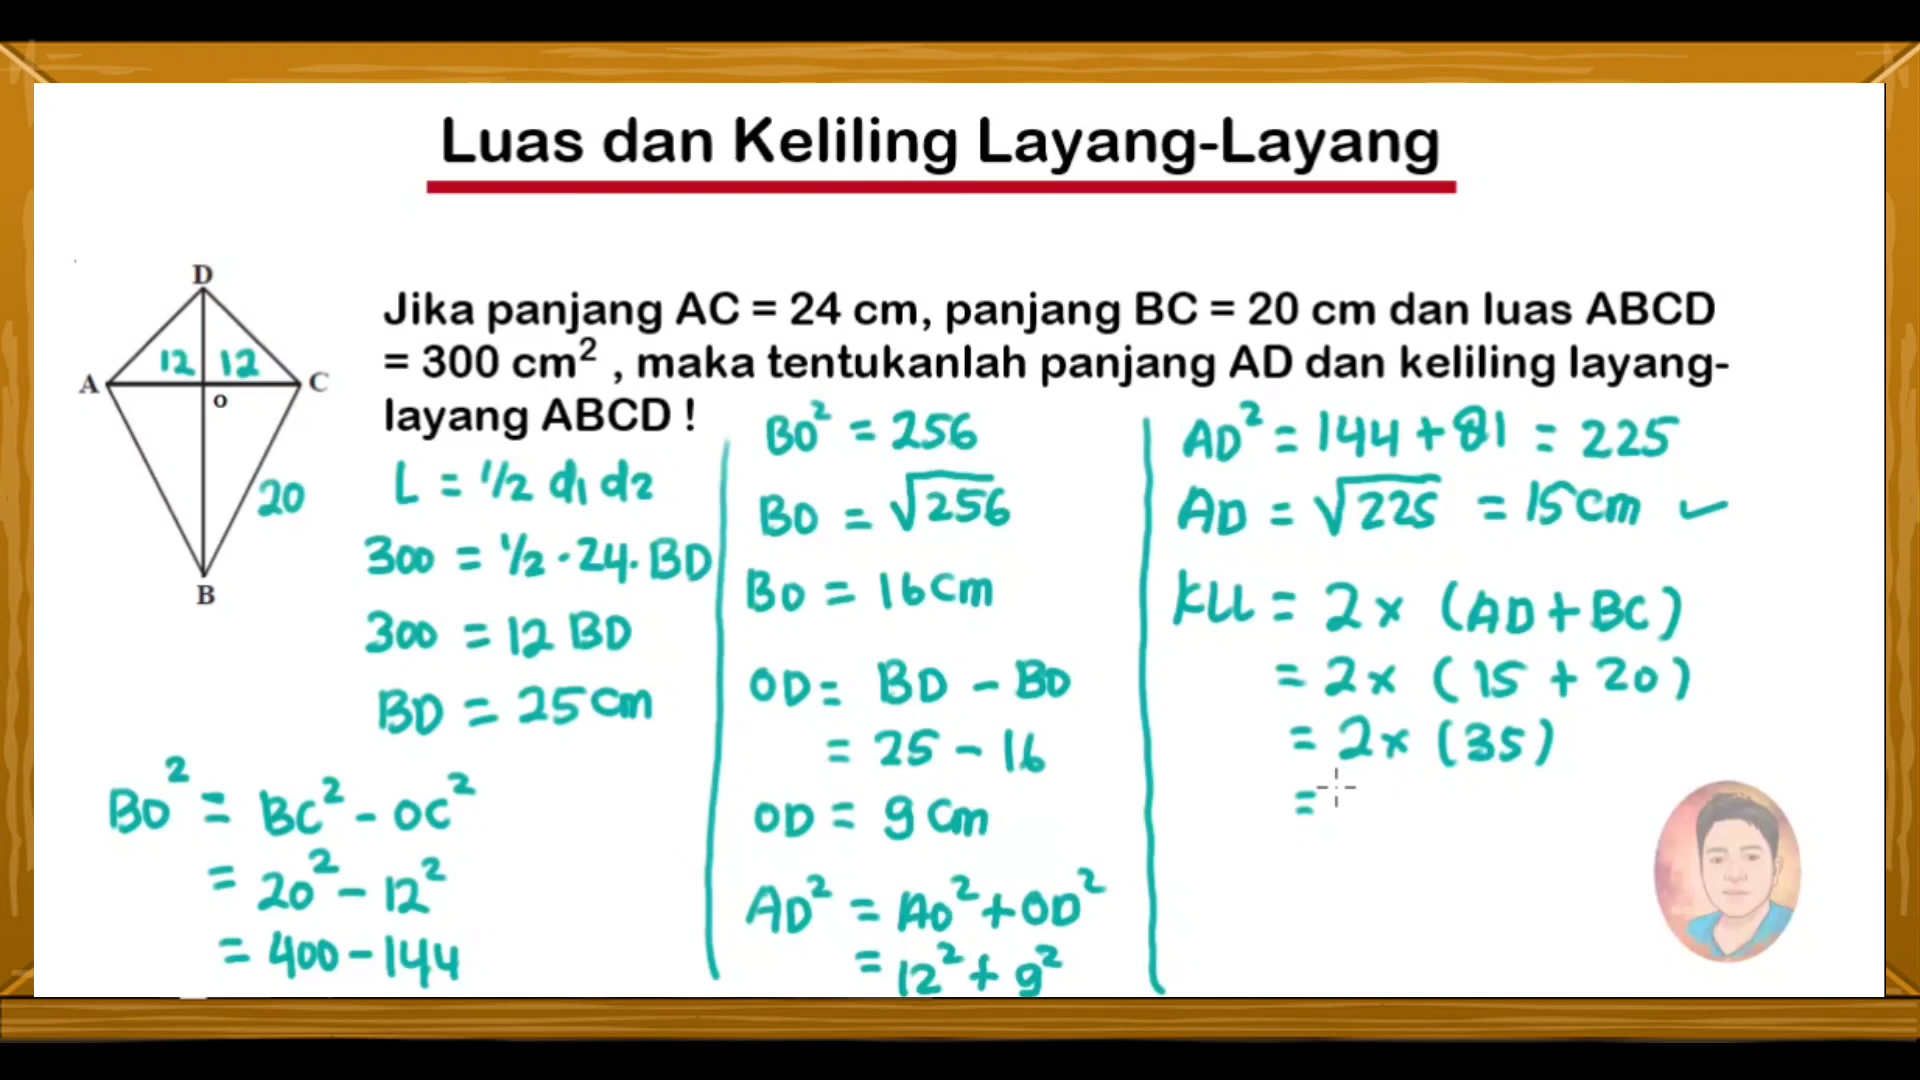 Luas dan Keliling Layang-Layang
D
12 12
A
C
o
20
B
Jika panjang AC = 24 cm, panjang BC = 20 cm dan luas ABCD
= 300 cm² , maka tentukanlah panjang AD dan keliling layang-
layang ABCD !
L = 1/2 d1 d2
300 = 1/2 · 24 · BD
300 = 12 BD
BD = 25 cm
BO² = BC² - OC²
= 20² - 12²
= 400 - 144
BO² = 256
BO = √256
BO = 16 cm
OD = BD - BO
= 25 - 16
OD = 9 cm
AD² = AO² + OD²
= 12² + 9²
AD² = 144 + 81 = 225
AD = √225 = 15 cm ✓
KLL = 2 x (AD + BC)
= 2 x (15 + 20)
= 2 x (35)
=